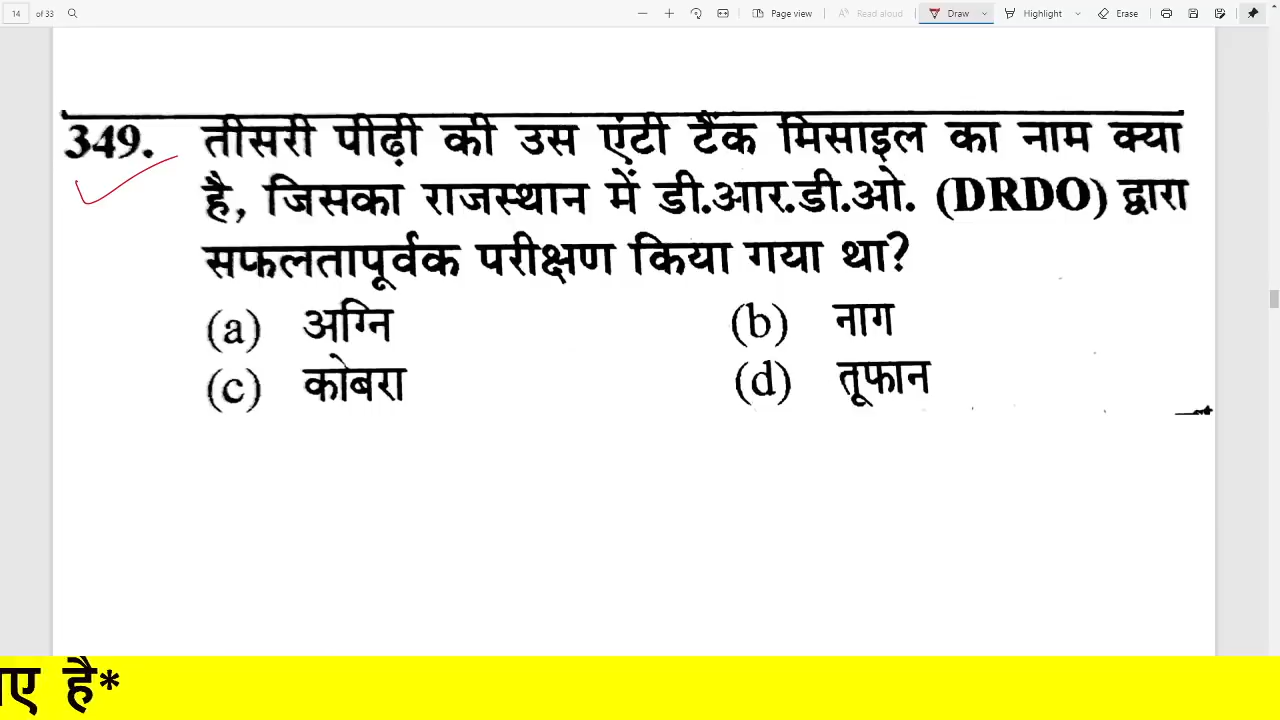 14 of 33 Page view Read aloud Draw Highlight Erase
349. तीसरी पीढ़ी की उस एंटी टैंक मिसाइल का नाम क्या
है, जिसका राजस्थान में डी.आर.डी.ओ. (DRDO) द्वारा
सफलतापूर्वक परीक्षण किया गया था?
(a) अग्नि (b) नाग
(c) कोबरा (d) तूफान
है*